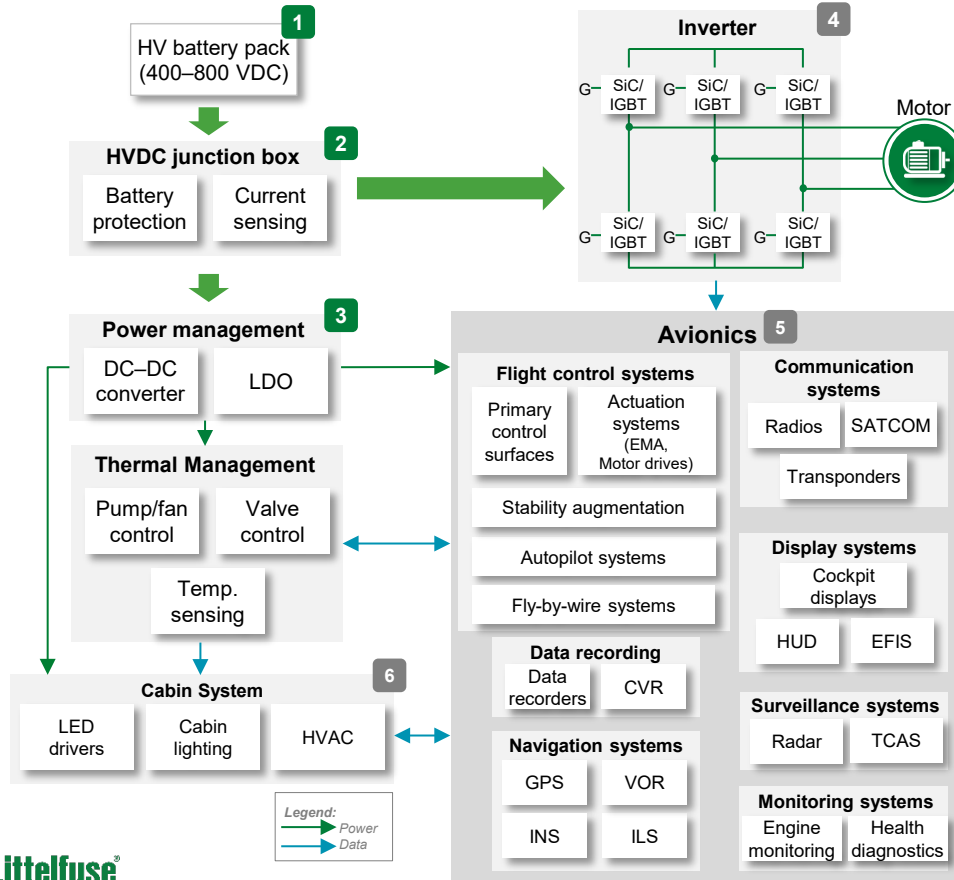 1
HV battery pack
(400–800 VDC)
2
HVDC junction box
Battery
protection
Current
sensing
3
Power management
DC–DC
converter
LDO
Thermal Management
Pump/fan
control
Valve
control
Temp.
sensing
6
Cabin System
LED
drivers
Cabin
lighting
HVAC
Legend:
Power
Data
ittelfuse®
4
Inverter
G
SiC/
IGBT
G
SiC/
IGBT
G
SiC/
IGBT
G
SiC/
IGBT
G
SiC/
IGBT
G
SiC/
IGBT
Motor
Avionics
5
Flight control systems
Primary
control
surfaces
Actuation
systems
(EMA,
Motor drives)
Stability augmentation
Autopilot systems
Fly-by-wire systems
Data recording
Data
recorders
CVR
Navigation systems
GPS
VOR
INS
ILS
Communication
systems
Radios
SATCOM
Transponders
Display systems
Cockpit
displays
HUD
EFIS
Surveillance systems
Radar
TCAS
Monitoring systems
Engine
monitoring
Health
diagnostics